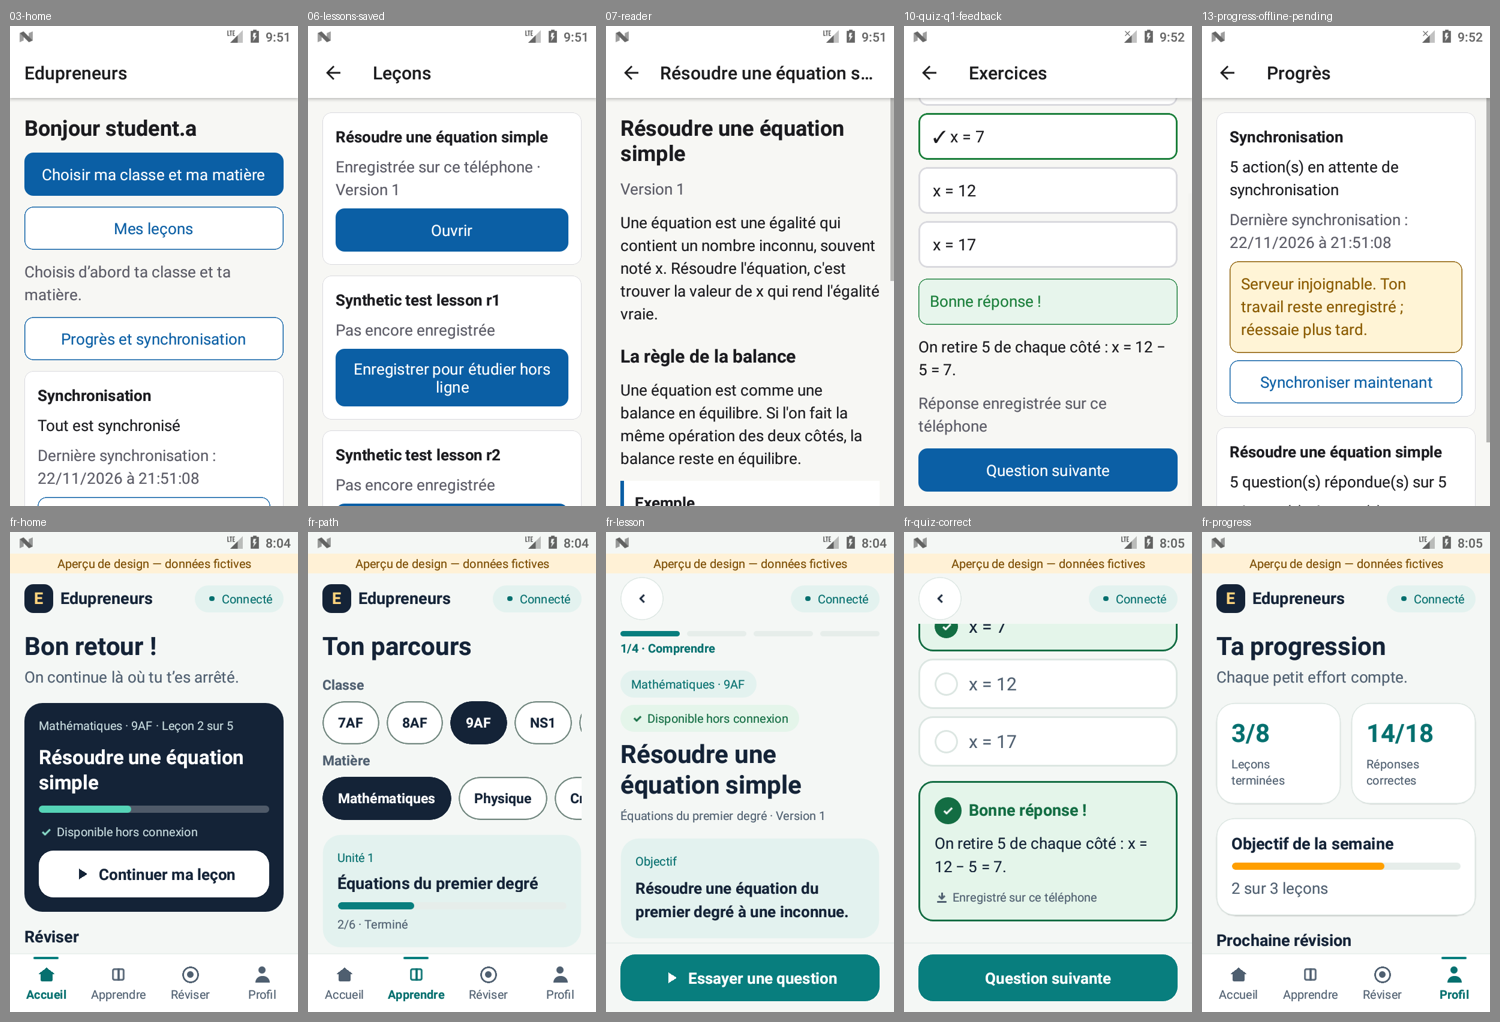 03-home
9:51
Edupreneurs
Bonjour student.a
Choisir ma classe et ma matière
Mes leçons
Choisis d’abord ta classe et ta
matière.
Progrès et synchronisation
Synchronisation
Tout est synchronisé
Dernière synchronisation :
22/11/2026 à 21:51:08
06-lessons-saved
LTE
9:51
Leçons
Résoudre une équation simple
Enregistrée sur ce téléphone ·
Version 1
Ouvrir
Synthetic test lesson r1
Pas encore enregistrée
Enregistrer pour étudier hors
ligne
Synthetic test lesson r2
Pas encore enregistrée
07-reader
LTE
9:51
Résoudre une équation s...
Résoudre une équation
simple
Version 1
Une équation est une égalité qui
contient un nombre inconnu, souvent
noté x. Résoudre l'équation, c'est
trouver la valeur de x qui rend l'égalité
vraie.
La règle de la balance
Une équation est comme une
balance en équilibre. Si l'on fait la
même opération des deux côtés, la
balance reste en équilibre.
Exemple
10-quiz-q1-feedback
9:52
Exercices
✓ x = 7
x = 12
x = 17
Bonne réponse !
On retire 5 de chaque côté : x = 12 −
5 = 7.
Réponse enregistrée sur ce
téléphone
Question suivante
13-progress-offline-pending
9:52
Progrès
Synchronisation
5 action(s) en attente de
synchronisation
Dernière synchronisation :
22/11/2026 à 21:51:08
Serveur injoignable. Ton
travail reste enregistré ;
réessaie plus tard.
Synchroniser maintenant
Résoudre une équation simple
5 question(s) répondue(s) sur 5
fr-home
LTE
8:04
Aperçu de design — données fictives
E Edupreneurs
• Connecté
Bon retour !
On continue là où tu t’es arrêté.
Mathématiques · 9AF · Leçon 2 sur 5
Résoudre une équation
simple
✓ Disponible hors connexion
Continuer ma leçon
Réviser
Accueil Apprendre Réviser Profil
fr-path
LTE
8:04
Aperçu de design — données fictives
E Edupreneurs
• Connecté
Ton parcours
Classe
7AF 8AF 9AF NS1
Matière
Mathématiques Physique
Unité 1
Équations du premier degré
2/6 · Terminé
Accueil Apprendre Réviser Profil
fr-lesson
LTE
8:04
Aperçu de design — données fictives
• Connecté
1/4 · Comprendre
Mathématiques · 9AF
✓ Disponible hors connexion
Résoudre une
équation simple
Équations du premier degré · Version 1
Objectif
Résoudre une équation du
premier degré à une inconnue.
Essayer une question
fr-quiz-correct
LTE
8:05
Aperçu de design — données fictives
• Connecté
x = 7
x = 12
x = 17
Bonne réponse !
On retire 5 de chaque côté : x =
12 − 5 = 7.
Enregistré sur ce téléphone
Question suivante
fr-progress
LTE
8:05
Aperçu de design — données fictives
E Edupreneurs
• Connecté
Ta progression
Chaque petit effort compte.
3/8
Leçons
terminées
14/18
Réponses
correctes
Objectif de la semaine
2 sur 3 leçons
Prochaine révision
Accueil Apprendre Réviser Profil